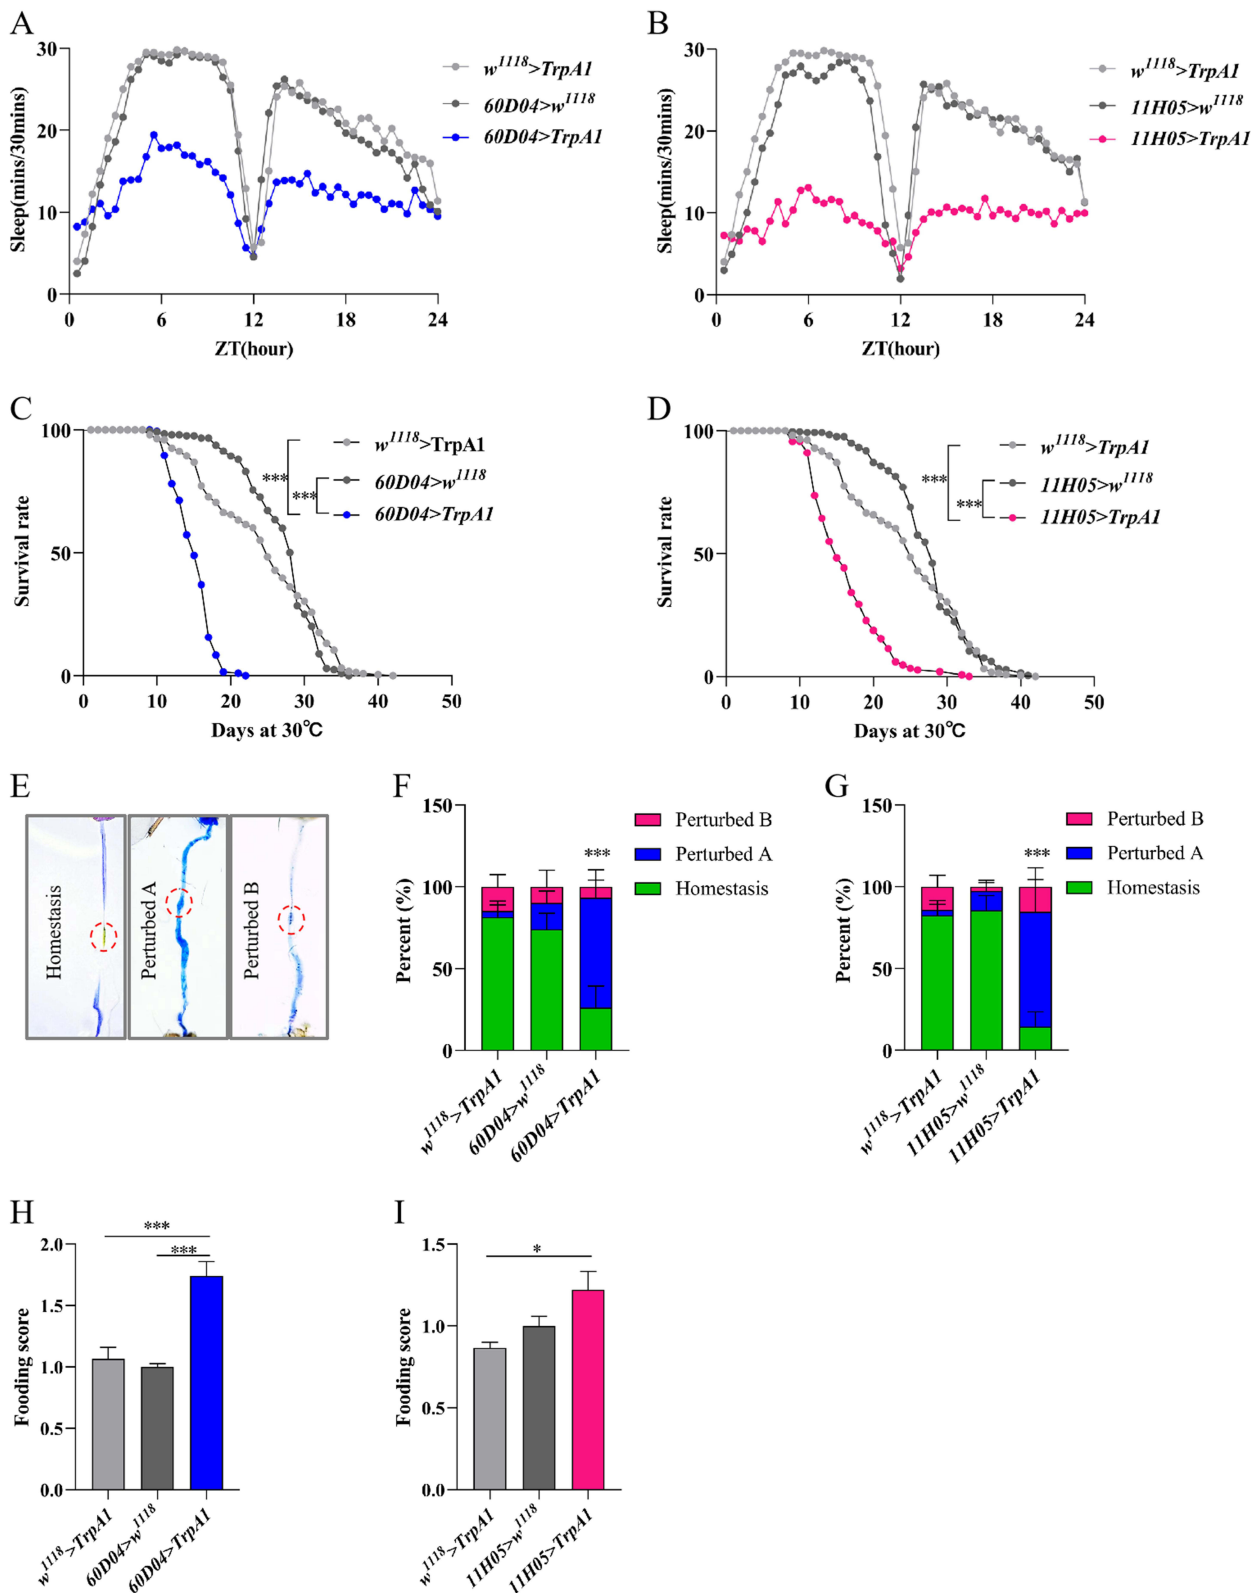 A
Sleep(mins/30mins)
30
20
10
0
0 6 12 18 24
ZT(hour)
w1118>TrpA1
60D04>w1118
60D04>TrpA1
B
Sleep(mins/30mins)
30
20
10
0
0 6 12 18 24
ZT(hour)
w1118>TrpA1
11H05>w1118
11H05>TrpA1
C
Survival rate
100
50
0
0 10 20 30 40 50
Days at 30℃
***
***
w1118>TrpA1
60D04>w1118
60D04>TrpA1
D
Survival rate
100
50
0
0 10 20 30 40 50
Days at 30℃
***
***
w1118>TrpA1
11H05>w1118
11H05>TrpA1
E
Homestasis
Perturbed A
Perturbed B
F
Percent (%)
150
100
50
0
***
w1118>TrpA1
60D04>w1118
60D04>TrpA1
Perturbed B
Perturbed A
Homestasis
G
Percent (%)
150
100
50
0
***
w1118>TrpA1
11H05>w1118
11H05>TrpA1
Perturbed B
Perturbed A
Homestasis
H
Fooding score
2.0
1.5
1.0
0.5
0.0
***
***
w1118>TrpA1
60D04>w1118
60D04>TrpA1
I
Fooding score
1.5
1.0
0.5
0.0
*
w1118>TrpA1
11H05>w1118
11H05>TrpA1